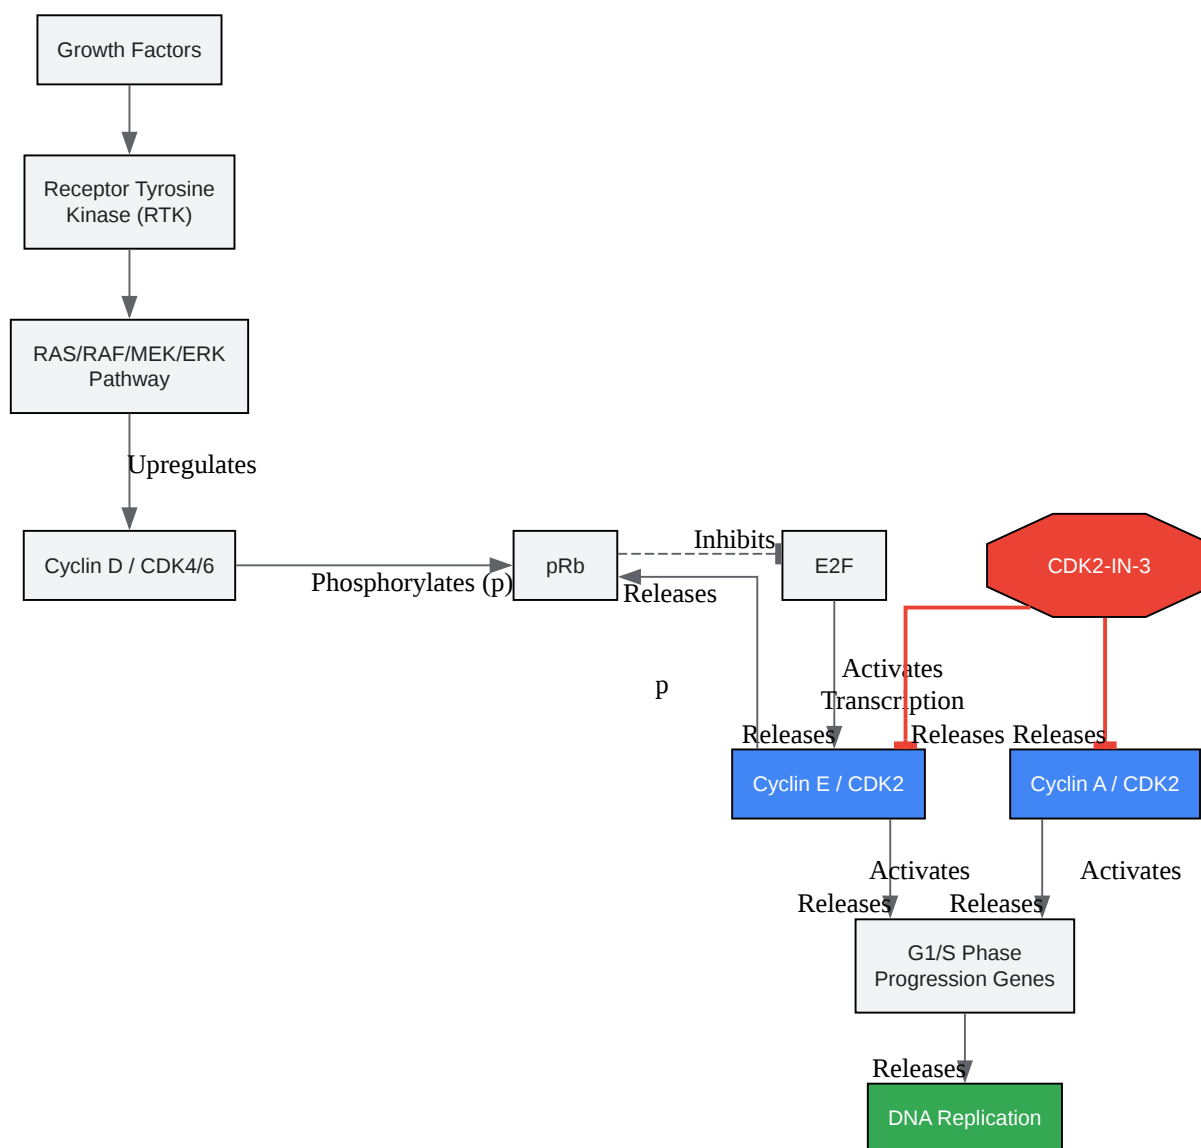 Growth Factors
Receptor Tyrosine
Kinase (RTK)
RAS/RAF/MEK/ERK
Pathway
Upregulates
Cyclin D / CDK4/6
Phosphorylates (p)
pRb
Inhibits
Releases
E2F
CDK2-IN-3
p
Activates
Transcription
Releases
Releases
Releases
Cyclin E / CDK2
Cyclin A / CDK2
Activates
Activates
Releases
Releases
G1/S Phase
Progression Genes
Releases
DNA Replication